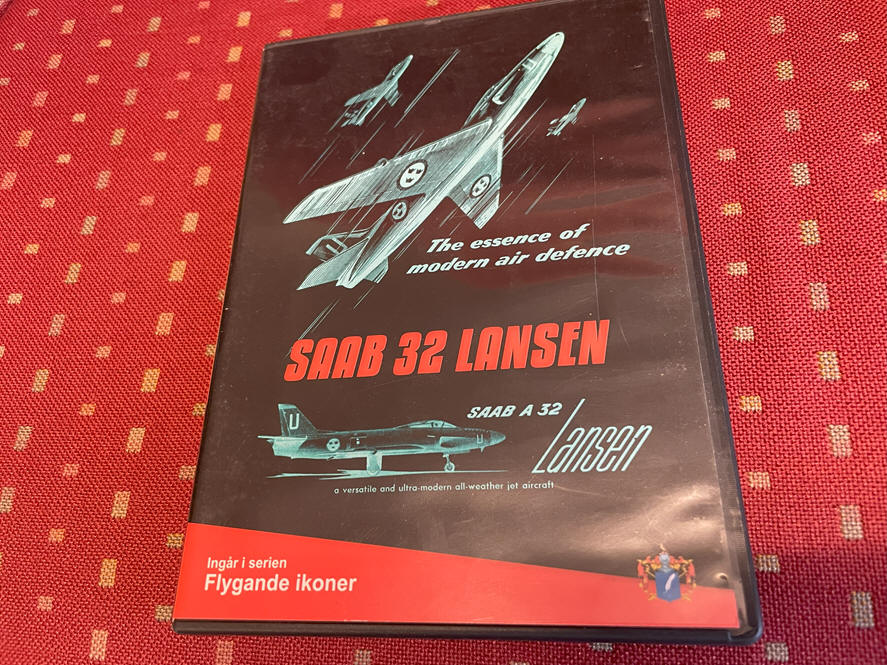 The essence of
modern air defence
SAAB 32 LANSEN
SAAB A 32
Lansen
U
a versatile and ultra-modern all-weather jet aircraft
Ingår i serien
Flygande ikoner